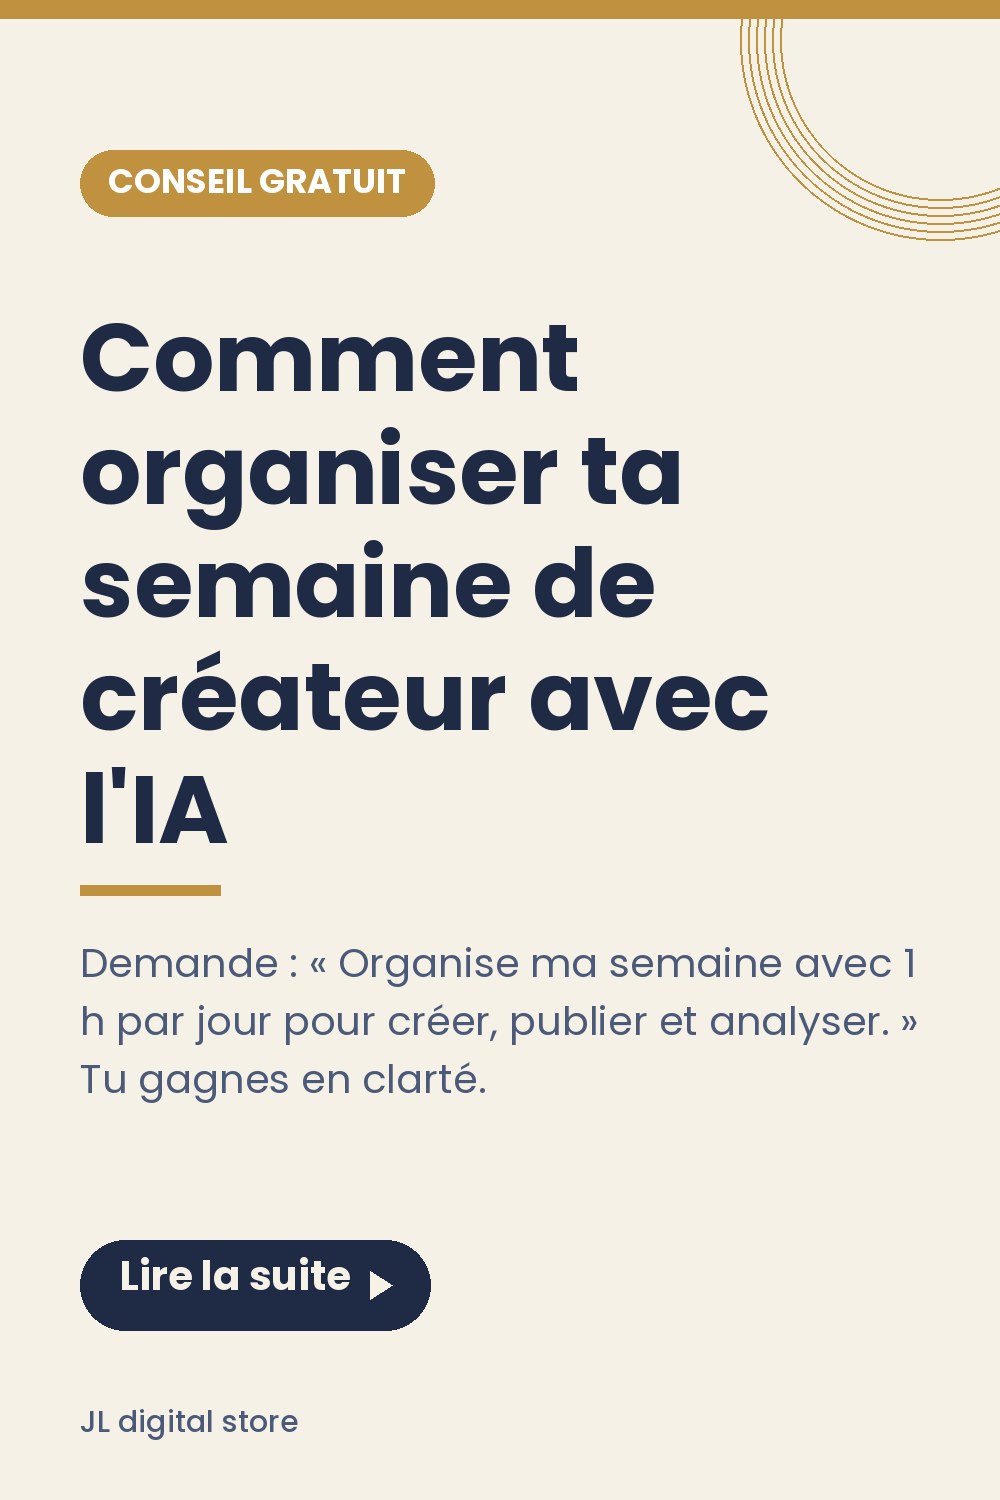 CONSEIL GRATUIT
Comment
organiser ta
semaine de
créateur avec
l'IA
Demande : « Organise ma semaine avec 1
h par jour pour créer, publier et analyser. »
Tu gagnes en clarté.
Lire la suite
JL digital store